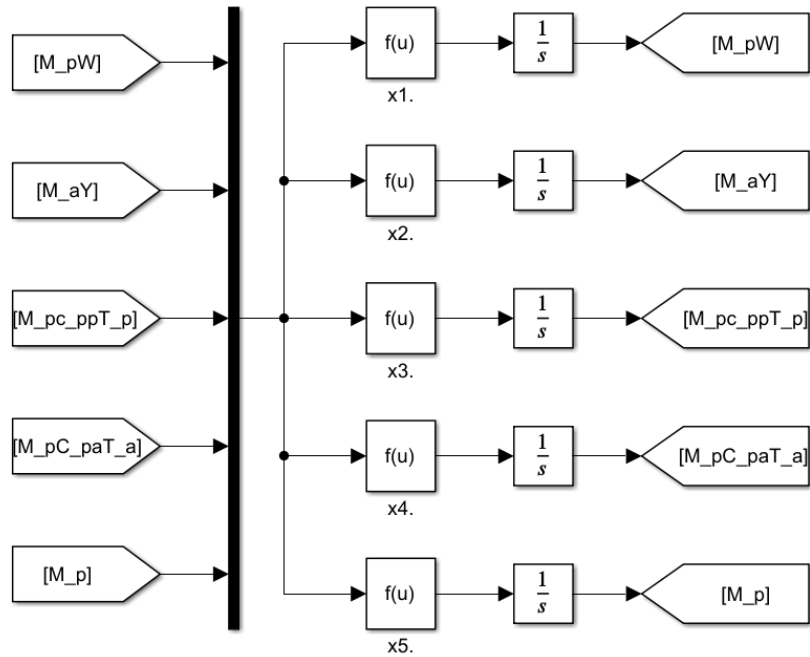 [M_pW]
[M_aY]
[M_pc_ppT_p]
[M_pC_paT_a]
[M_p]
f(u)
x1.
1
s
[M_pW]
f(u)
x2.
1
s
[M_aY]
f(u)
x3.
1
s
[M_pc_ppT_p]
f(u)
x4.
1
s
[M_pC_paT_a]
f(u)
x5.
1
s
[M_p]